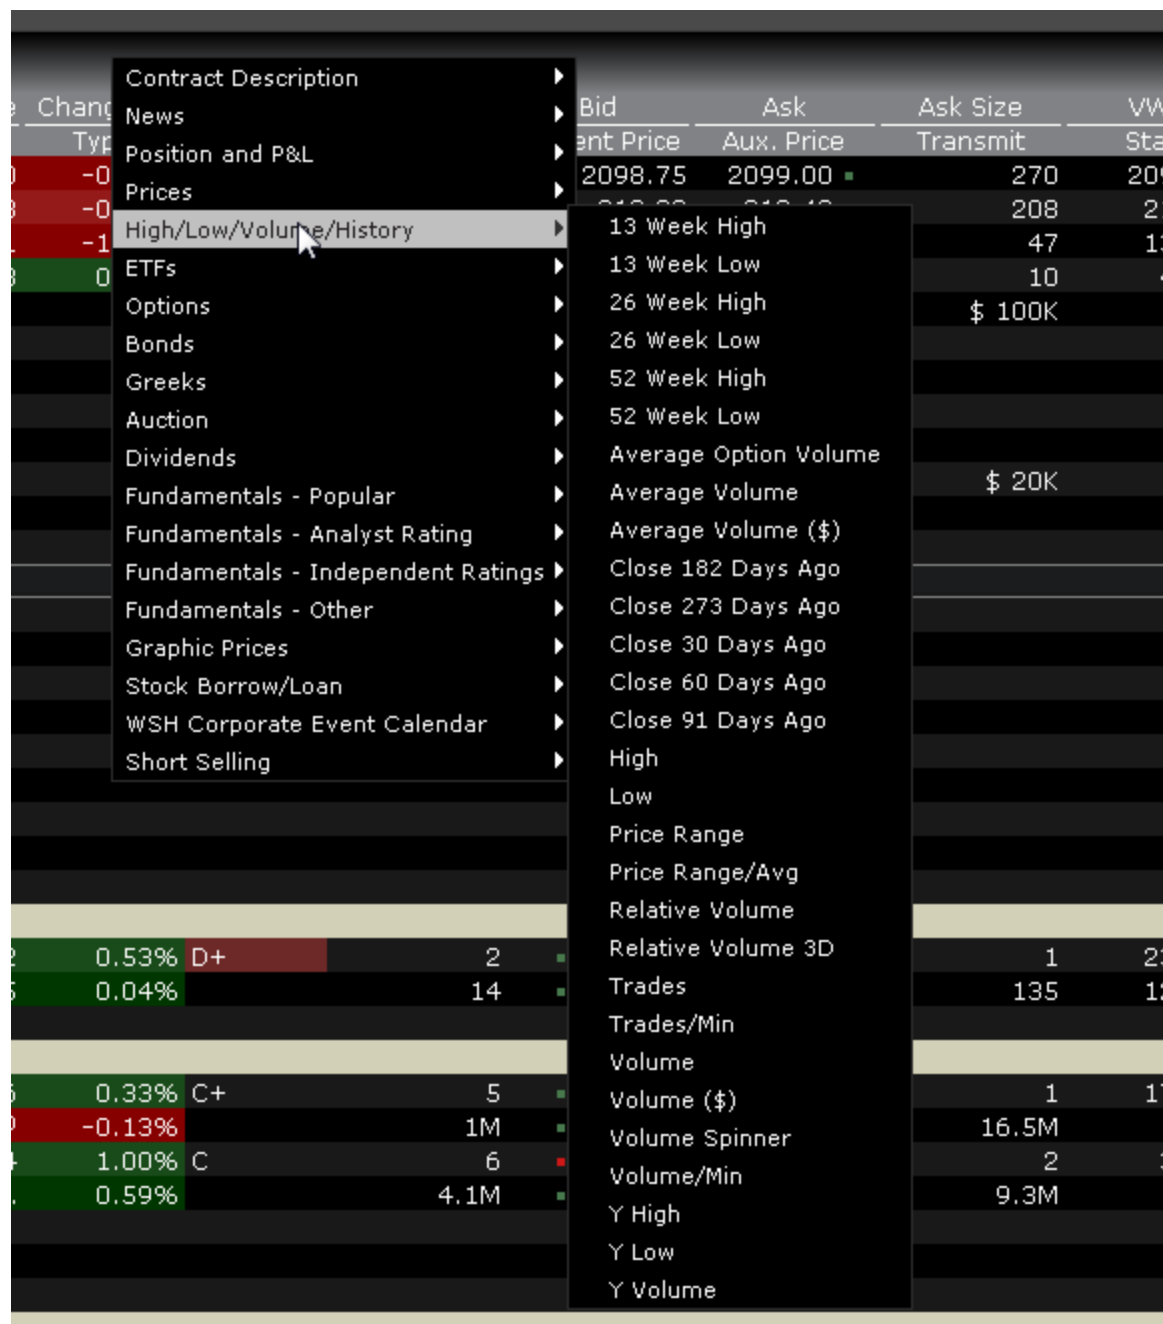 Contract Description
Bid Ask Ask Size
News
Position and P&L
ent Price Aux. Price Transmit
Prices
2098.75 2099.00 270
High/Low/Volume/History
208
47
ETFs
10
Options
$ 100K
Bonds
Greeks
Auction
Dividends
Fundamentals - Popular
$ 20K
Fundamentals - Analyst Rating
Fundamentals - Independent Ratings
Fundamentals - Other
Graphic Prices
Stock Borrow/Loan
WSH Corporate Event Calendar
Short Selling
13 Week High
13 Week Low
26 Week High
26 Week Low
52 Week High
52 Week Low
Average Option Volume
Average Volume
Average Volume ($)
Close 182 Days Ago
Close 273 Days Ago
Close 30 Days Ago
Close 60 Days Ago
Close 91 Days Ago
High
Low
Price Range
Price Range/Avg
Relative Volume
Relative Volume 3D
Trades
Trades/Min
Volume
Volume ($)
Volume Spinner
Volume/Min
Y High
Y Low
Y Volume
0.53% D+ 2 1
0.04% 14 135
0.33% C+ 5 1
-0.13% 1M 16.5M
1.00% C 6 2
0.59% 4.1M 9.3M